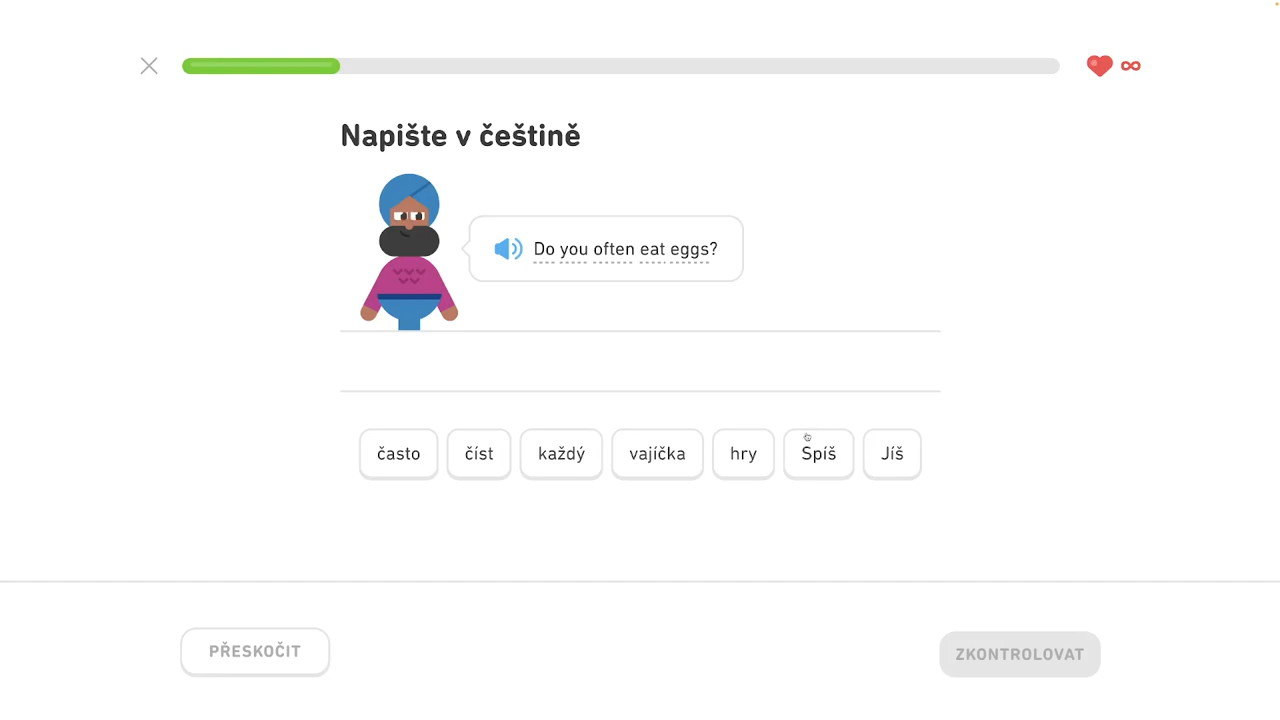 Napište v češtině
Do you often eat eggs?
často číst každý vajíčka hry Spíš Jíš
PŘESKOČIT ZKONTROLOVAT